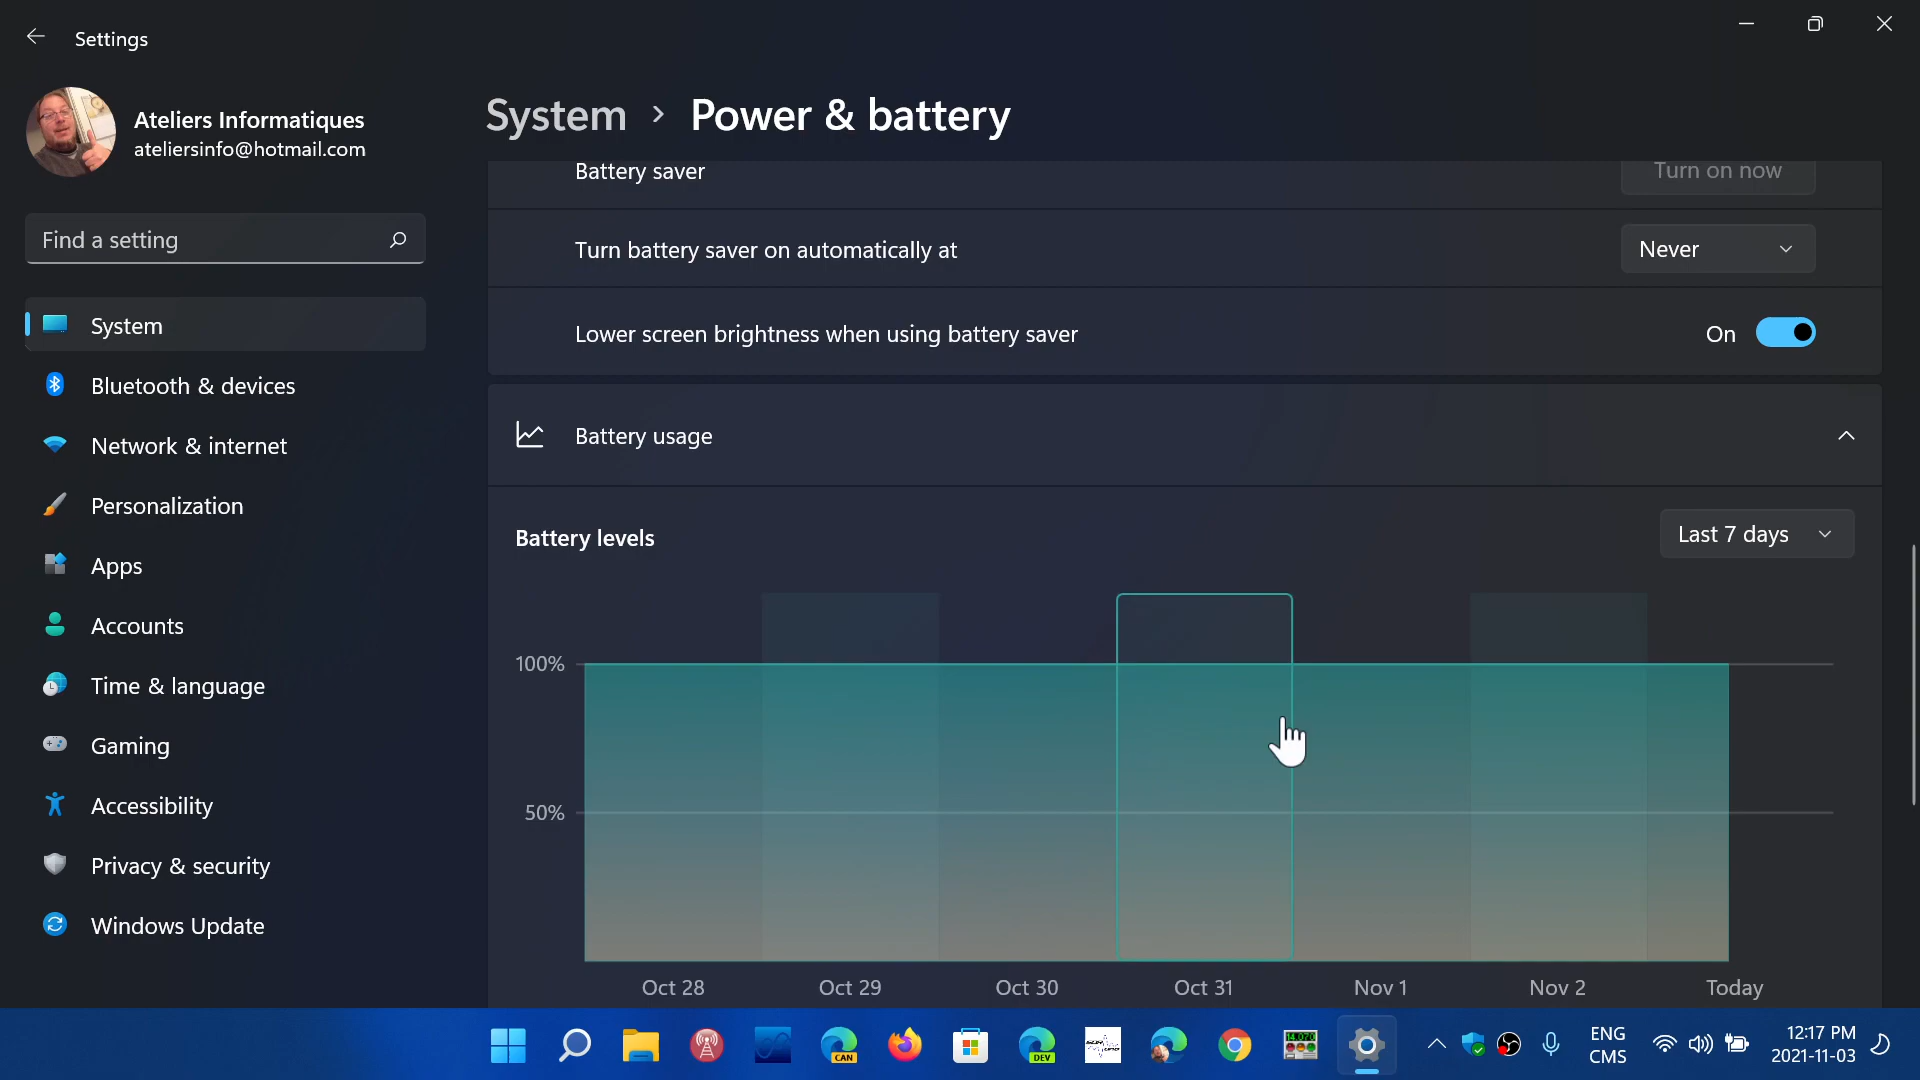 Settings
Ateliers Informatiques
ateliersinfo@hotmail.com
Find a setting
System
Bluetooth & devices
Network & internet
Personalization
Apps
Accounts
Time & language
Gaming
Accessibility
Privacy & security
Windows Update
System > Power & battery
Battery saver
Turn on now
Turn battery saver on automatically at
Never
Lower screen brightness when using battery saver
On
Battery usage
Battery levels
Last 7 days
100%
50%
Oct 28 Oct 29 Oct 30 Oct 31 Nov 1 Nov 2 Today
CAN
DEV
ENG
CMS
12:17 PM
2021-11-03